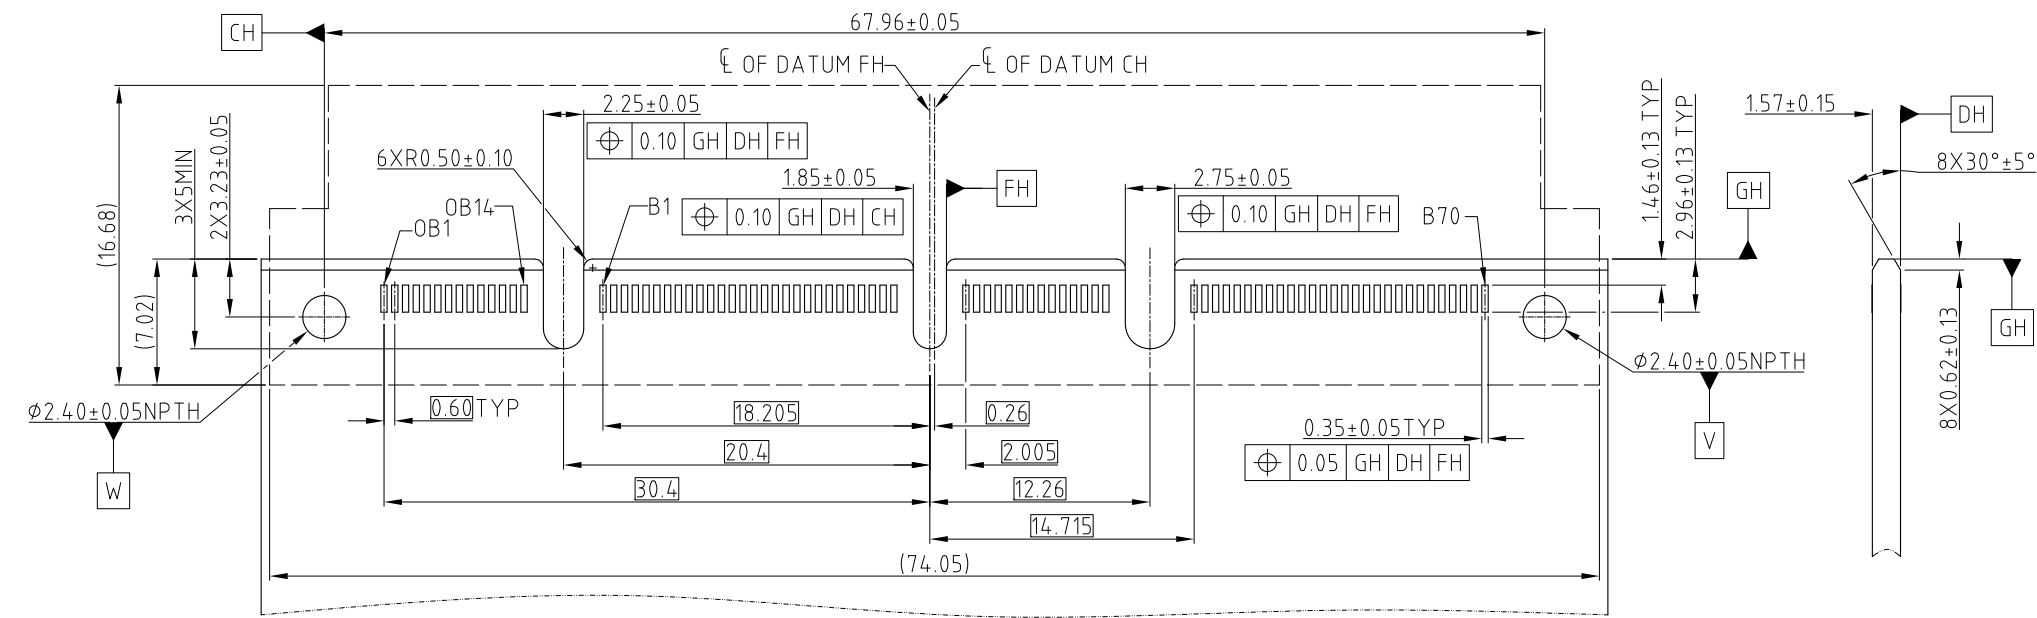 67.96±0.05
CH
℄ OF DATUM FH
℄ OF DATUM CH
2.25±0.05
⌖ 0.10 GH DH FH
6XR0.50±0.10
1.85±0.05
FH
⌖ 0.10 GH DH CH
2.75±0.05
⌖ 0.10 GH DH FH
OB14
OB1
B1
B70
(16.68)
3X5MIN
2X3.23±0.05
(7.02)
1.46±0.13 TYP
2.96±0.13 TYP
1.57±0.15
DH
8X30°±5°
GH
GH
8X0.62±0.13
ϕ2.40±0.05NPTH
V
ϕ2.40±0.05NPTH
W
0.60 TYP
18.205
0.26
20.4
2.005
0.35±0.05TYP
⌖ 0.05 GH DH FH
30.4
12.26
14.715
(74.05)